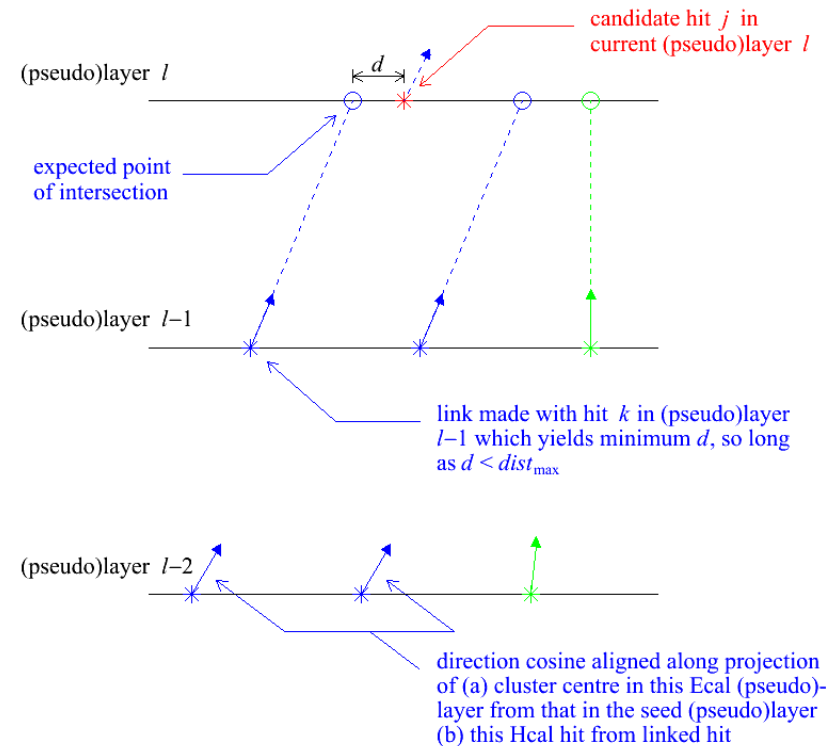 candidate hit j in
current (pseudo)layer l
(pseudo)layer l
d
expected point
of intersection
(pseudo)layer l−1
link made with hit k in (pseudo)layer
l−1 which yields minimum d, so long
as d < dist_max
(pseudo)layer l−2
direction cosine aligned along projection
of (a) cluster centre in this Ecal (pseudo)-
layer from that in the seed (pseudo)layer
(b) this Hcal hit from linked hit